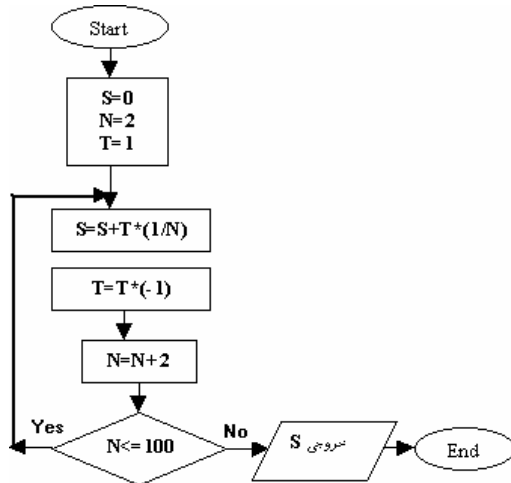 Start
S=0
N=2
T=1
S=S+T*(1/N)
T=T*(-1)
N=N+2
Yes
N<= 100
No
خروجی S
End